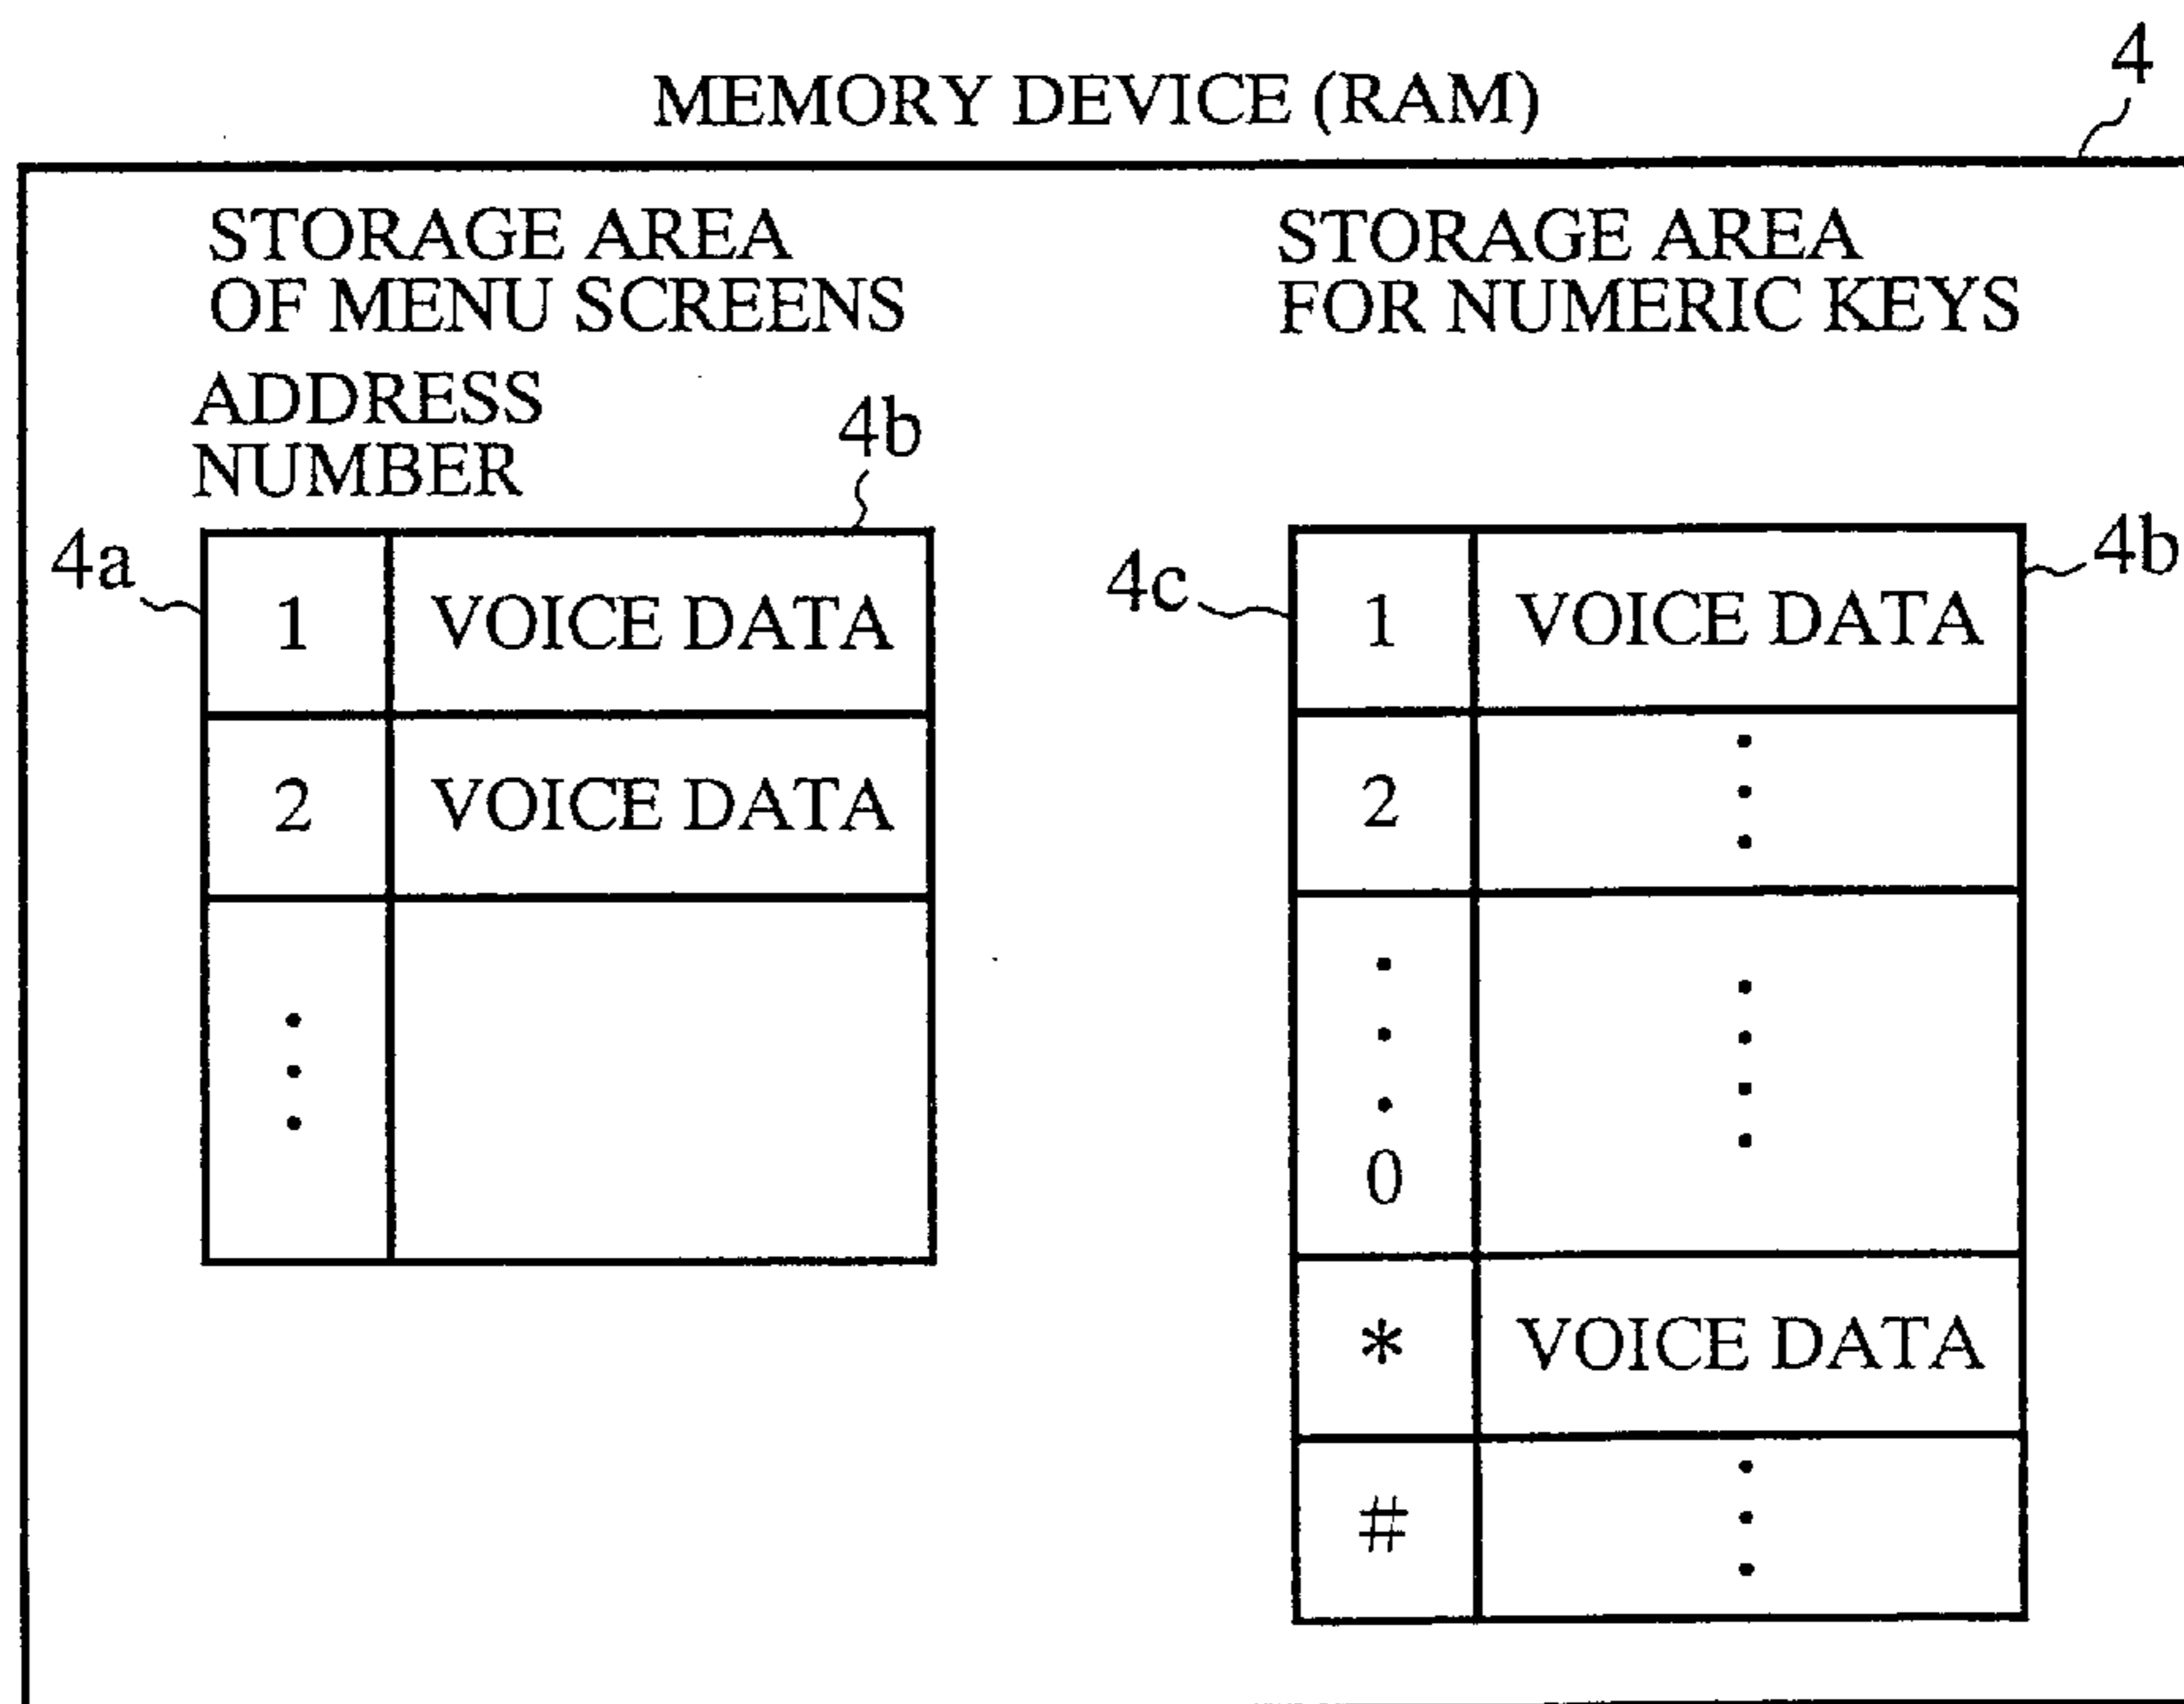 4
MEMORY DEVICE (RAM)
STORAGE AREA
OF MENU SCREENS
ADDRESS
NUMBER
4b
4a
1 VOICE DATA
2 VOICE DATA
STORAGE AREA
FOR NUMERIC KEYS
4b
4c
1 VOICE DATA
2
0
* VOICE DATA
#